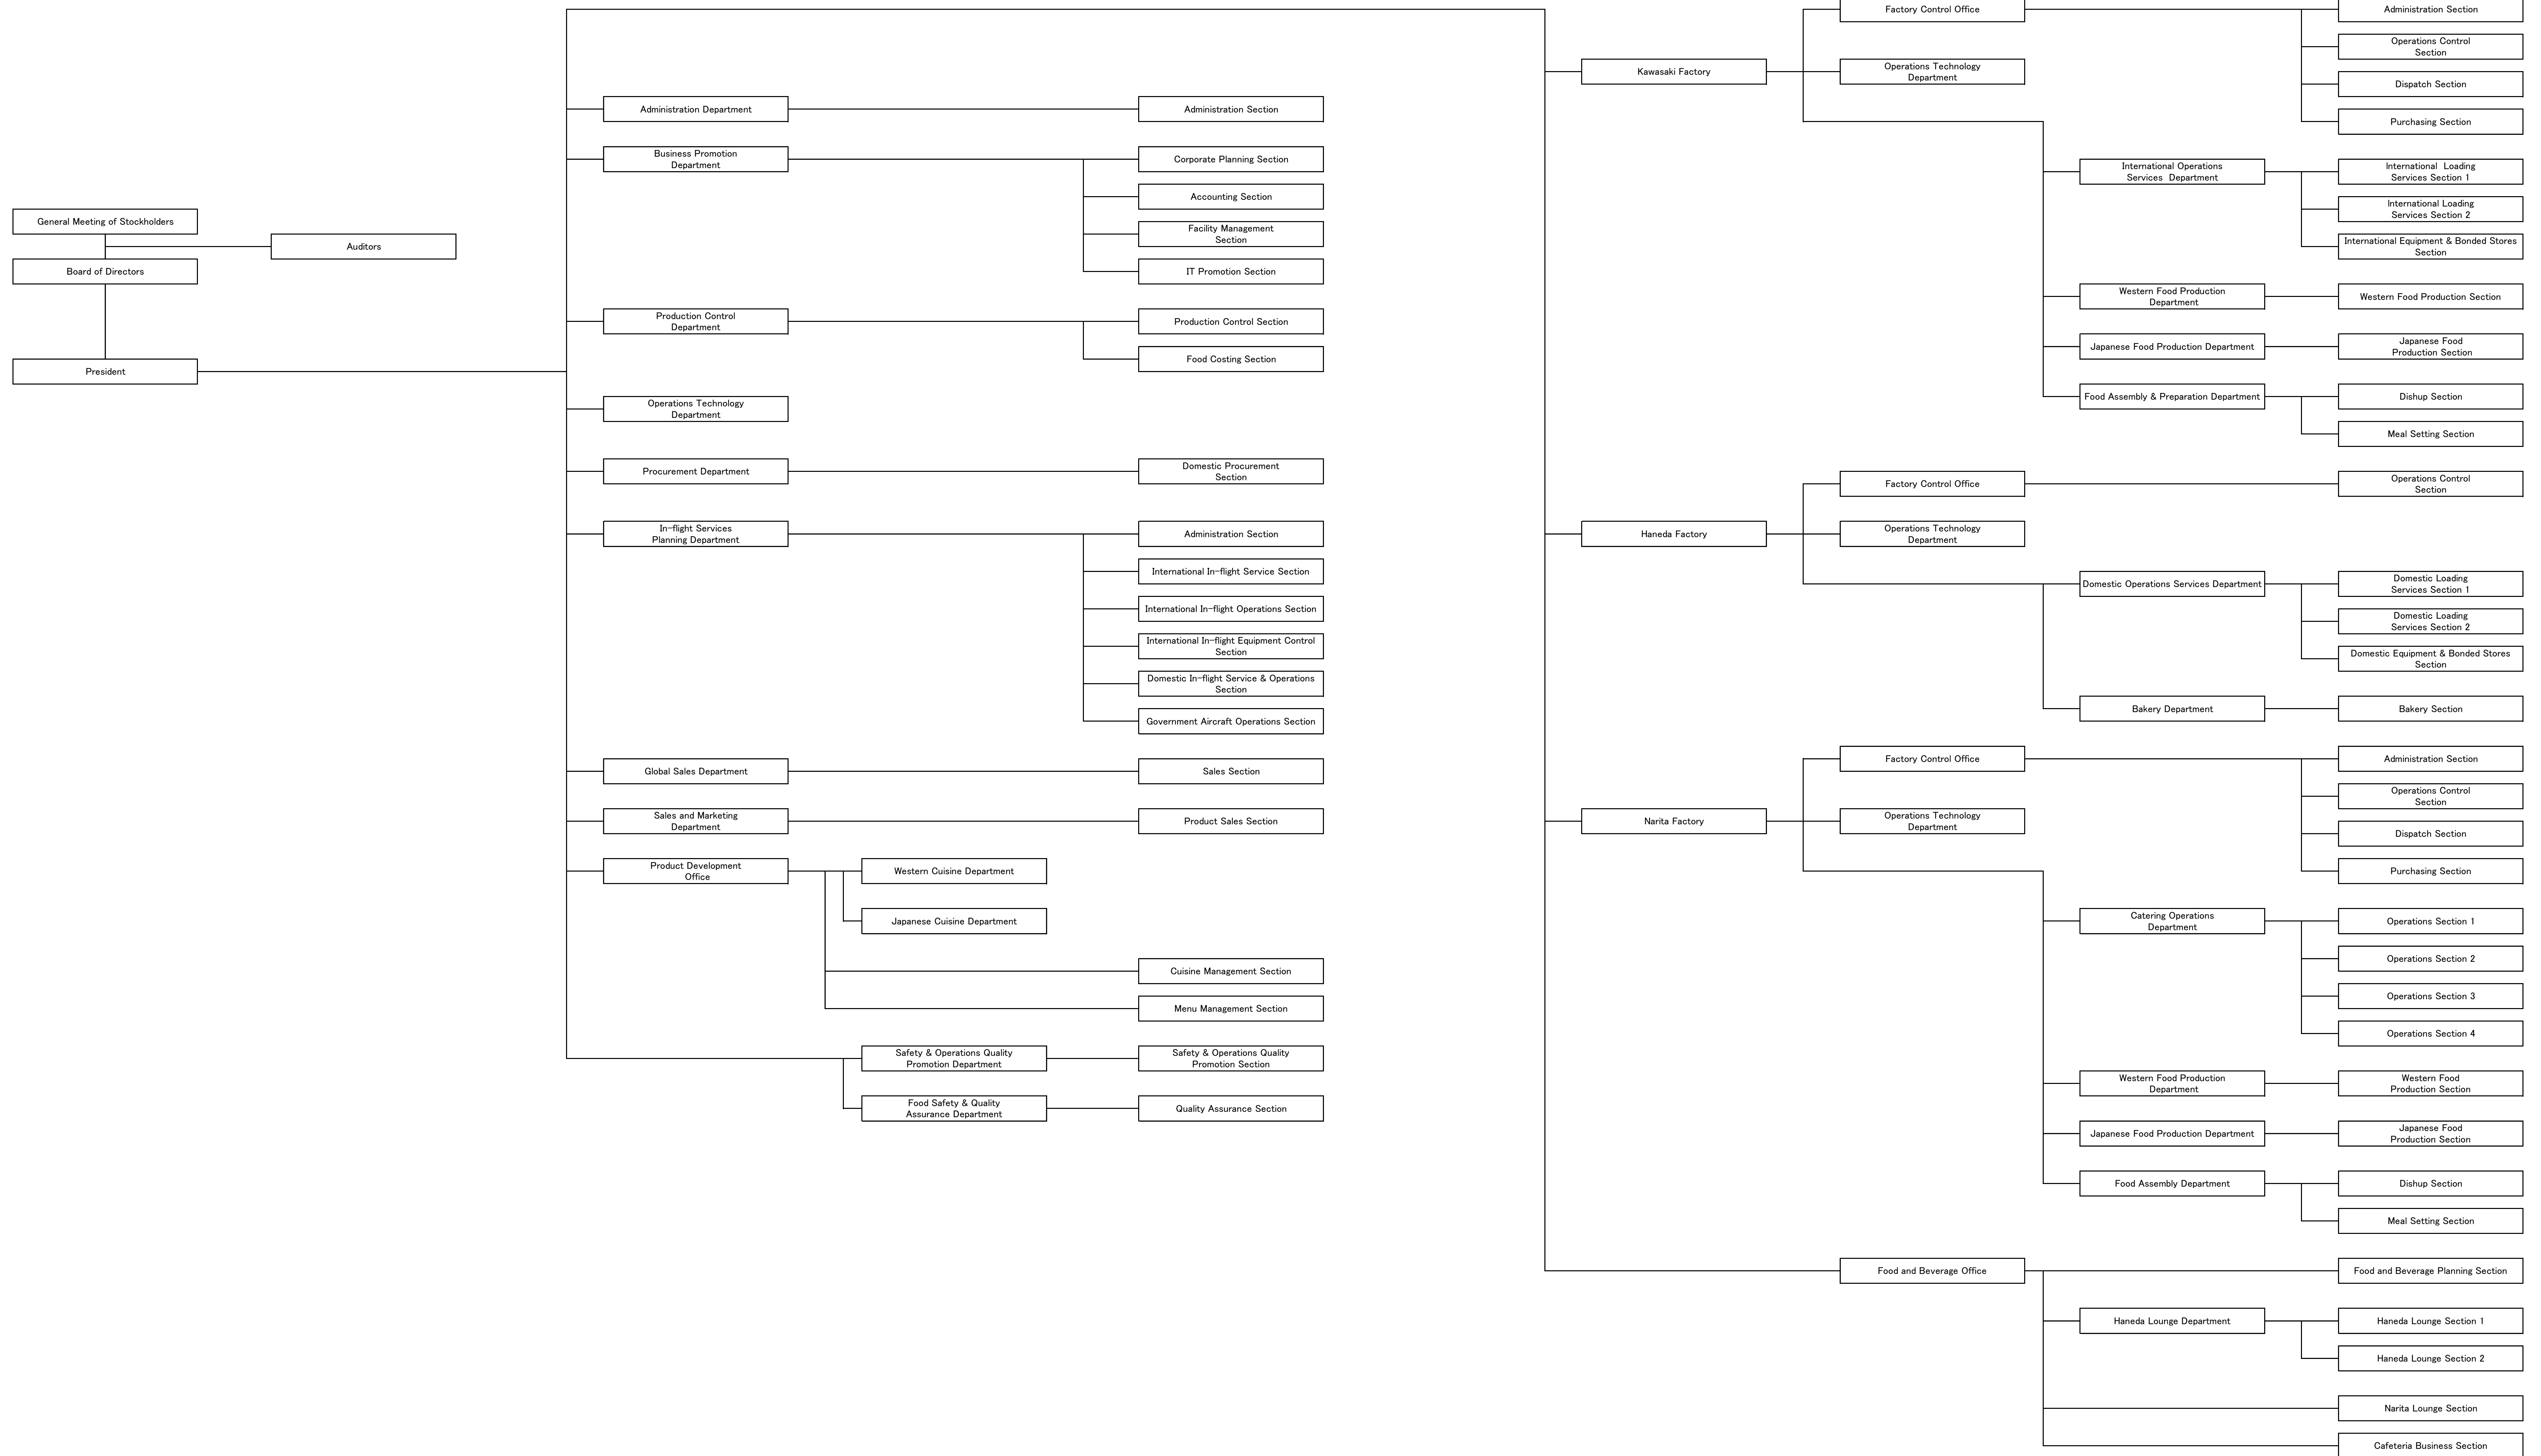 General Meeting of Stockholders
Auditors
Board of Directors
President
Administration Department
Administration Section
Business Promotion
Department
Corporate Planning Section
Accounting Section
Facility Management
Section
IT Promotion Section
Production Control
Department
Production Control Section
Food Costing Section
Operations Technology
Department
Procurement Department
Domestic Procurement
Section
In-flight Services
Planning Department
Administration Section
International In-flight Service Section
International In-flight Operations Section
International In-flight Equipment Control
Section
Domestic In-flight Service & Operations
Section
Government Aircraft Operations Section
Global Sales Department
Sales Section
Sales and Marketing
Department
Product Sales Section
Product Development
Office
Western Cuisine Department
Japanese Cuisine Department
Cuisine Management Section
Menu Management Section
Safety & Operations Quality
Promotion Department
Safety & Operations Quality
Promotion Section
Food Safety & Quality
Assurance Department
Quality Assurance Section
Kawasaki Factory
Factory Control Office
Administration Section
Operations Control
Section
Dispatch Section
Purchasing Section
Operations Technology
Department
International Operations
Services  Department
International  Loading
Services Section 1
International Loading
Services Section 2
International Equipment & Bonded Stores
Section
Western Food Production
Department
Western Food Production Section
Japanese Food Production Department
Japanese Food
Production Section
Food Assembly & Preparation Department
Dishup Section
Meal Setting Section
Haneda Factory
Factory Control Office
Operations Control
Section
Operations Technology
Department
Domestic Operations Services Department
Domestic Loading
Services Section 1
Domestic Loading
Services Section 2
Domestic Equipment & Bonded Stores
Section
Bakery Department
Bakery Section
Narita Factory
Factory Control Office
Administration Section
Operations Control
Section
Dispatch Section
Purchasing Section
Operations Technology
Department
Catering Operations
Department
Operations Section 1
Operations Section 2
Operations Section 3
Operations Section 4
Western Food Production
Department
Western Food
Production Section
Japanese Food Production Department
Japanese Food
Production Section
Food Assembly Department
Dishup Section
Meal Setting Section
Food and Beverage Office
Food and Beverage Planning Section
Haneda Lounge Department
Haneda Lounge Section 1
Haneda Lounge Section 2
Narita Lounge Section
Cafeteria Business Section